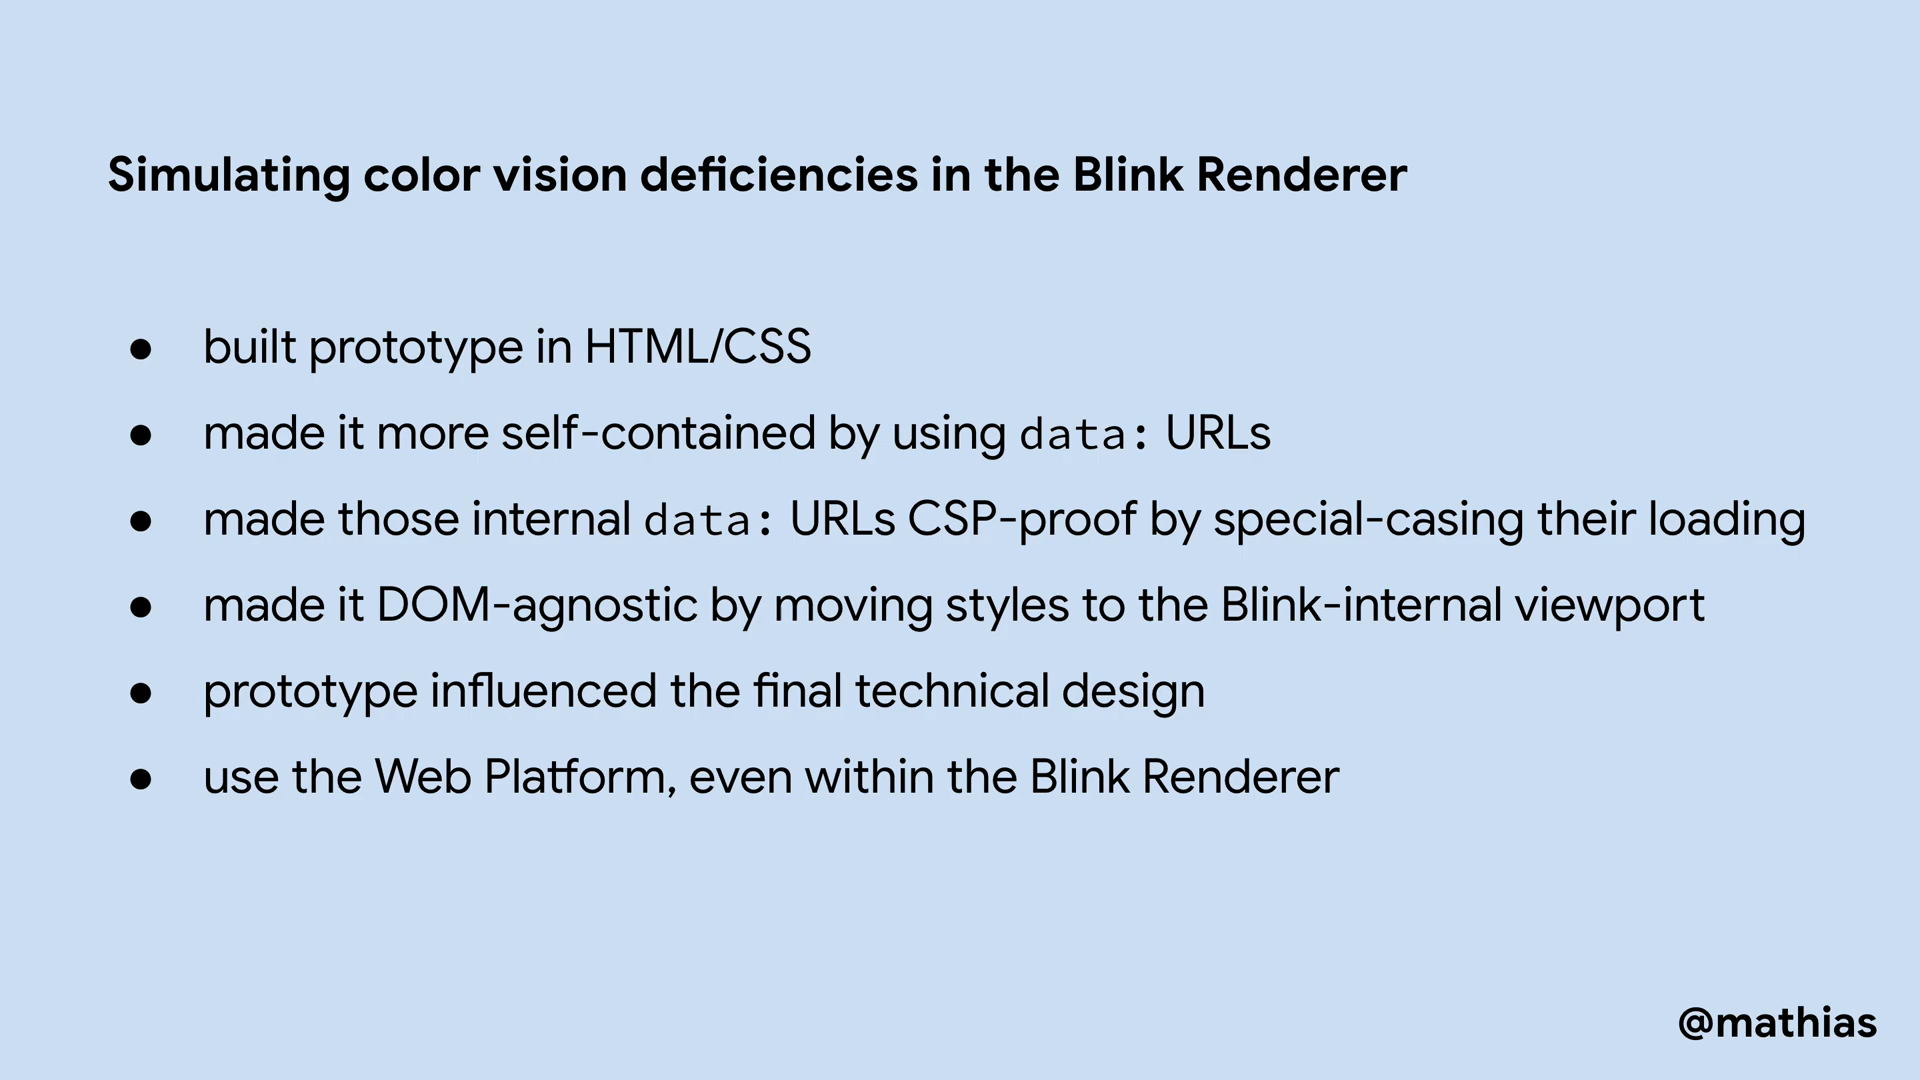 Simulating color vision deficiencies in the Blink Renderer
● built prototype in HTML/CSS
● made it more self-contained by using data: URLs
● made those internal data: URLs CSP-proof by special-casing their loading
● made it DOM-agnostic by moving styles to the Blink-internal viewport
● prototype influenced the final technical design
● use the Web Platform, even within the Blink Renderer
@mathias